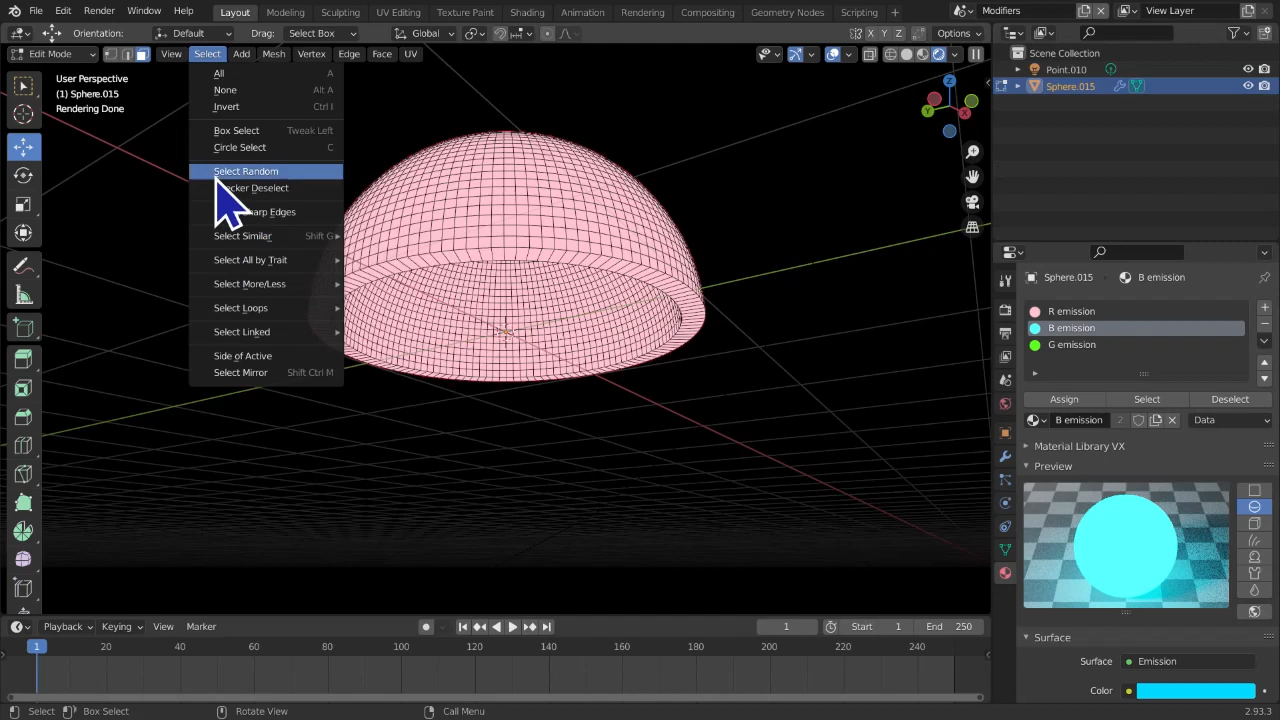 File Edit Render Window Help Layout Modeling Sculpting UV Editing Texture Paint Shading Animation Rendering Compositing Geometry Nodes Scripting Modifiers View Layer
Orientation: Default Drag: Select Box Global X Y Z Options
Edit Mode View Select Add Mesh Vertex Edge Face UV
User Perspective
(1) Sphere.015
Rendering Done
All A
None Alt A
Invert Ctrl I
Box Select Tweak Left
Circle Select C
Select Random
Deselect
Edges
Select Similar Shift G
Select All by Trait
Select More/Less
Select Loops
Select Linked
Side of Active
Select Mirror Shift Ctrl M
Z
Y X
Scene Collection
Point.010
Sphere.015
Sphere.015 B emission
R emission
B emission
G emission
Assign Select Deselect
B emission 2 Data
Material Library VX
Preview
Surface
Surface Emission
Color
Playback Keying View Marker 1 Start 1 End 250
1 20 40 60 80 100 120 140 160 180 200 220 240
Select Box Select Rotate View Call Menu 2.93.3